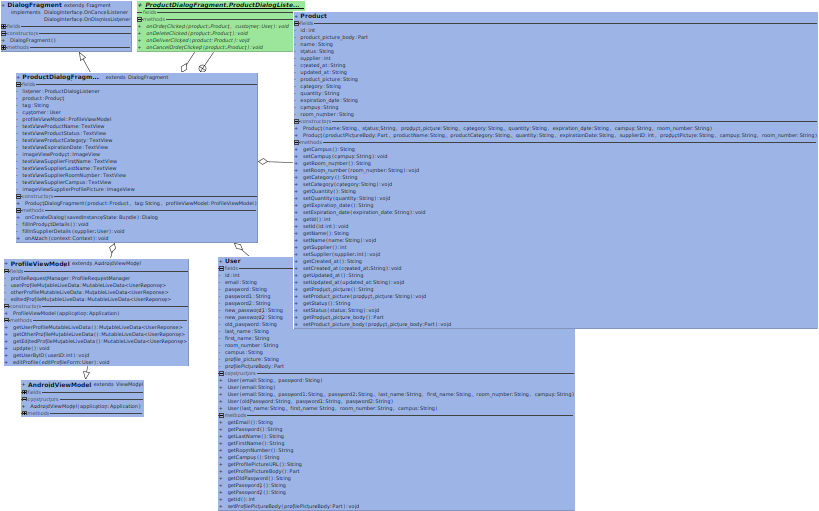 DialogFragment extends Fragment
implements DialogInterface.OnCancelListener
DialogInterface.OnDismissListener
fields
constructors
+ DialogFragment()
methods
+ ProductDialogFragment.ProductDialogListe...
fields
methods
+ onOrderClicked(product:Product, customer:User): void
+ onDeleteClicked(product:Product): void
+ onDeliverClicked(product:Product): void
+ onCancelOrderClicked(product:Product): void
+ Product
fields
- id: int
- product_picture_body: Part
- name: String
- status: String
- supplier: int
- created_at: String
- updated_at: String
- product_picture: String
- category: String
- quantity: String
- expiration_date: String
- campus: String
- room_number: String
constructors
+ Product(name:String, status:String, product_picture:String, category:String, quantity:String, expiration_date:String, campus:String, room_number:String)
+ Product(productPictureBody:Part, productName:String, productCategory:String, quantity:String, expirationDate:String, supplierID:int, productPicture:String, campus:String, room_number:String)
methods
+ getCampus(): String
+ setCampus(campus:String): void
+ getRoom_number(): String
+ setRoom_number(room_number:String): void
+ getCategory(): String
+ setCategory(category:String): void
+ getQuantity(): String
+ setQuantity(quantity:String): void
+ getExpiration_date(): String
+ setExpiration_date(expiration_date:String): void
+ getId(): int
+ setId(id:int): void
+ getName(): String
+ setName(name:String): void
+ getSupplier(): int
+ setSupplier(supplier:int): void
+ getCreated_at(): String
+ setCreated_at(created_at:String): void
+ getUpdated_at(): String
+ setUpdated_at(updated_at:String): void
+ getProduct_picture(): String
+ setProduct_picture(product_picture:String): void
+ getStatus(): String
+ setStatus(status:String): void
+ getProduct_picture_body(): Part
+ setProduct_picture_body(product_picture_body:Part): void
+ ProductDialogFragm... extends DialogFragment
fields
- listener: ProductDialogListener
- product: Product
- tag: String
- customer: User
- profileViewModel: ProfileViewModel
- textViewProductName: TextView
- textViewProductStatus: TextView
- textViewProductCategory: TextView
- textViewExpirationDate: TextView
- imageViewProduct: ImageView
- textViewSupplierFirstName: TextView
- textViewSupplierLastName: TextView
- textViewSupplierRoomNumber: TextView
- textViewSupplierCampus: TextView
- imageViewSupplierProfilePicture: ImageView
constructors
+ ProductDialogFragment(product:Product, tag:String, profileViewModel:ProfileViewModel)
methods
+ onCreateDialog(savedInstanceState:Bundle): Dialog
- fillInProductDetails(): void
- fillInSupplierDetails(supplier:User): void
+ onAttach(context:Context): void
+ ProfileViewModel extends AndroidViewModel
fields
- profileRequestManager: ProfileRequestManager
- userProfileMutableLiveData: MutableLiveData<UserReponse>
- otherProfileMutableLiveData: MutableLiveData<UserReponse>
- editedProfileMutableLiveData: MutableLiveData<UserReponse>
constructors
+ ProfileViewModel(application:Application)
methods
+ getUserProfileMutableLiveData(): MutableLiveData<UserReponse>
+ getOtherProfileMutableLiveData(): MutableLiveData<UserReponse>
+ getEditedProfileMutableLiveData(): MutableLiveData<UserReponse>
+ update(): void
+ getUserByID(userID:int): void
+ editProfile(editProfileForm:User): void
+ AndroidViewModel extends ViewModel
fields
constructors
+ AndroidViewModel(application:Application)
methods
+ User
fields
- id: int
- email: String
- password: String
- password1: String
- password2: String
- new_password1: String
- new_password2: String
- old_password: String
- last_name: String
- first_name: String
- room_number: String
- campus: String
- profile_picture: String
- profilePictureBody: Part
constructors
+ User(email:String, password:String)
+ User(email:String)
+ User(email:String, password1:String, password2:String, last_name:String, first_name:String, room_number:String, campus:String)
+ User(oldPassword:String, password1:String, password2:String)
+ User(last_name:String, first_name:String, room_number:String, campus:String)
methods
+ getEmail(): String
+ getPassword(): String
+ getLastName(): String
+ getFirstName(): String
+ getRoomNumber(): String
+ getCampus(): String
+ getProfilePictureURL(): String
+ getProfilePictureBody(): Part
+ getOldPassword(): String
+ getPassword1(): String
+ getPassword2(): String
+ getId(): int
+ setProfilePictureBody(profilePictureBody:Part): void